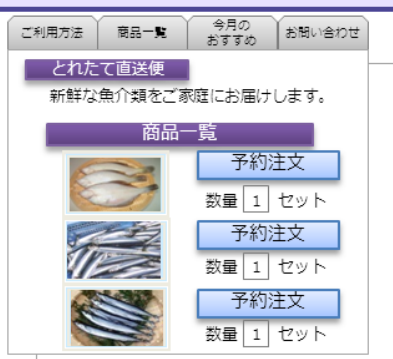 ご利用方法
商品一覧
今月の
おすすめ
お問い合わせ
とれたて直送便
新鮮な魚介類をご家庭にお届けします。
商品一覧
予約注文
数量 1 セット
予約注文
数量 1 セット
予約注文
数量 1 セット